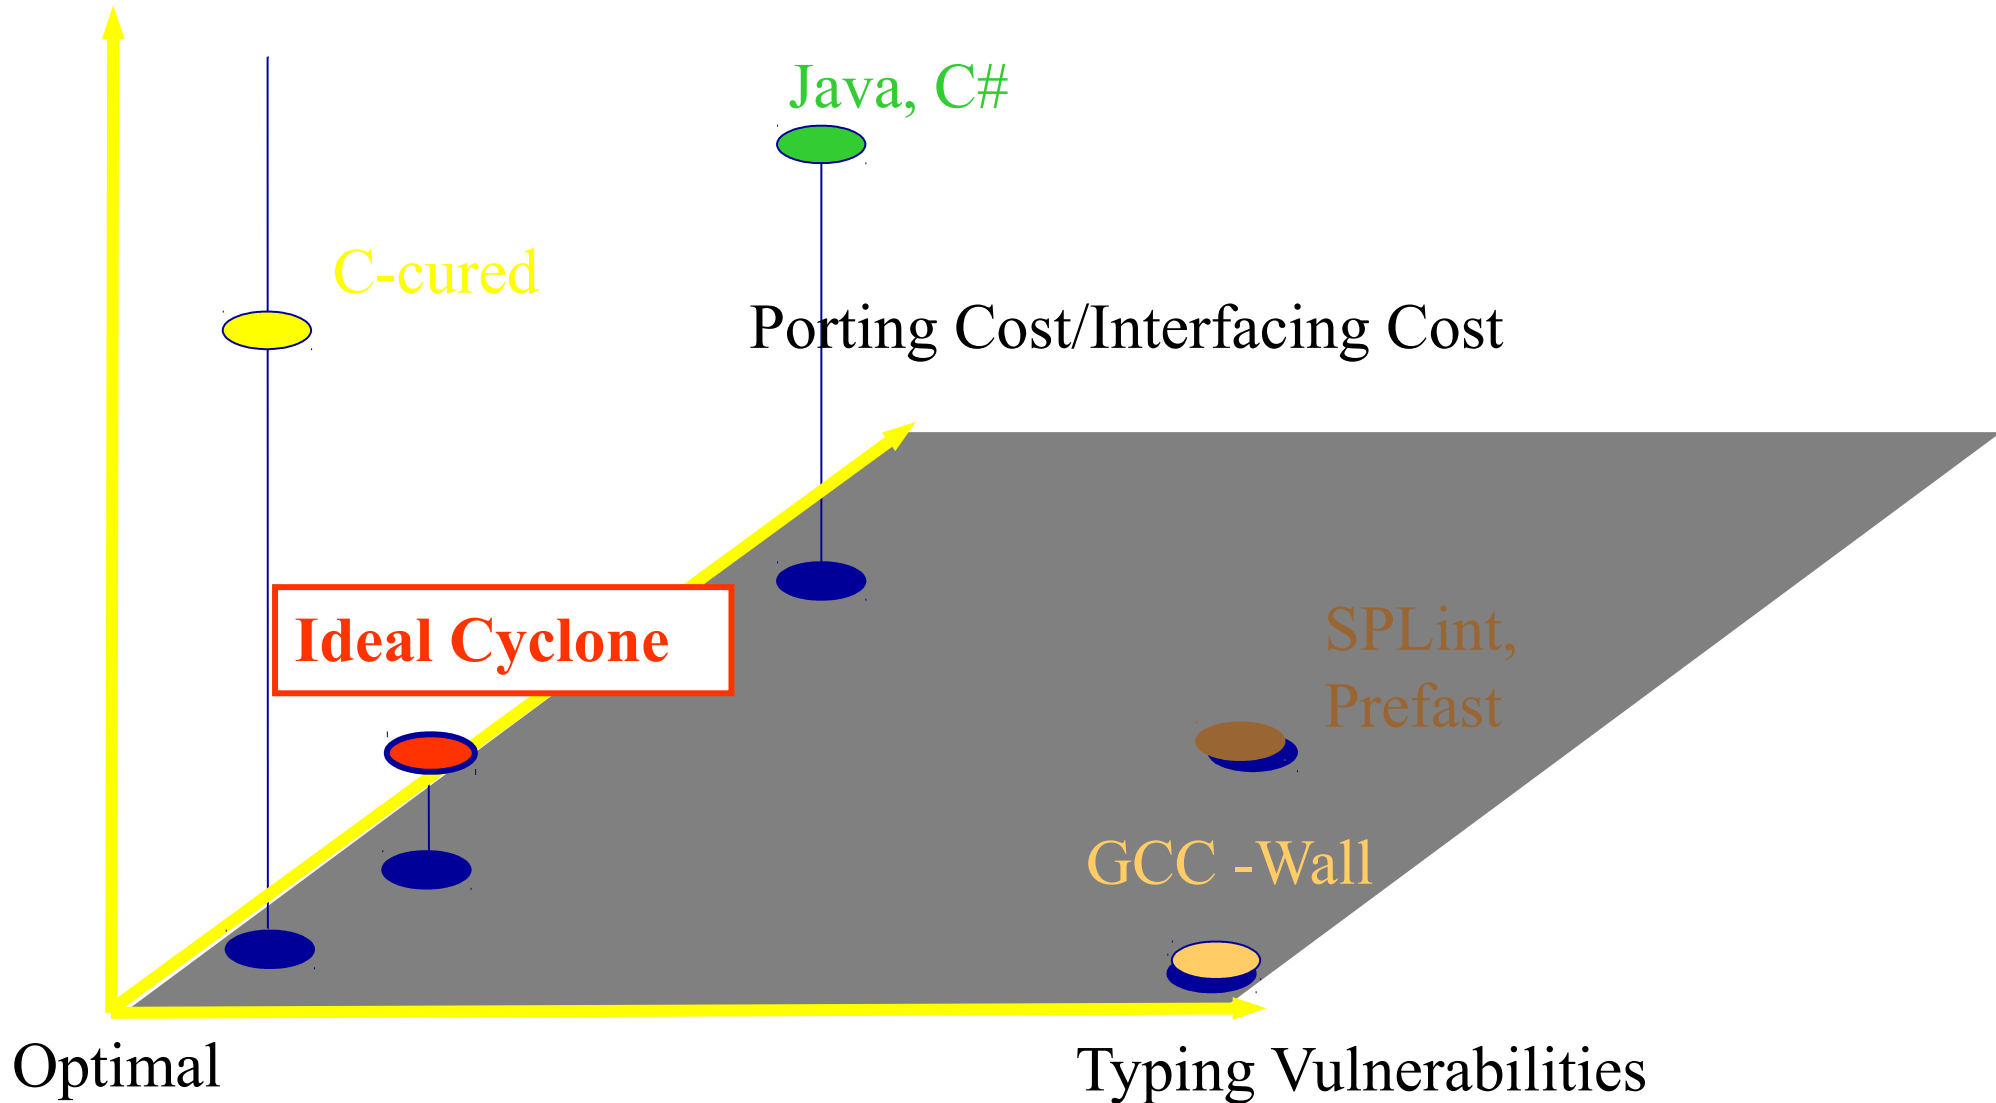 Java, C#
C-cured
Porting Cost/Interfacing Cost
Ideal Cyclone
SPLint,
Prefast
GCC -Wall
Optimal
Typing Vulnerabilities